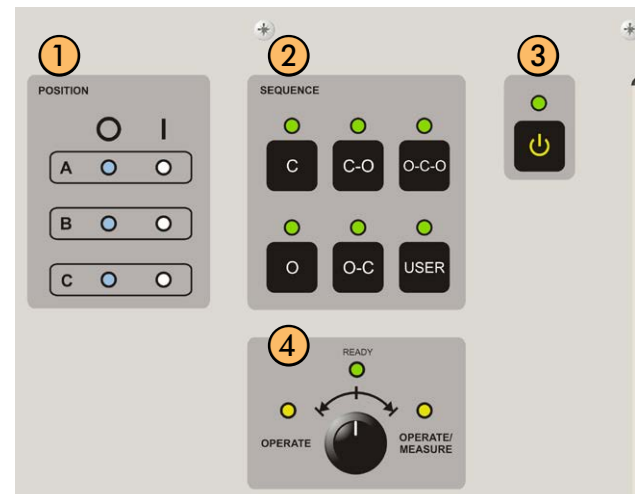 1
2
3
POSITION
O I
A
B
C
SEQUENCE
C C-O O-C-O
O O-C USER
4
READY
OPERATE
OPERATE/
MEASURE